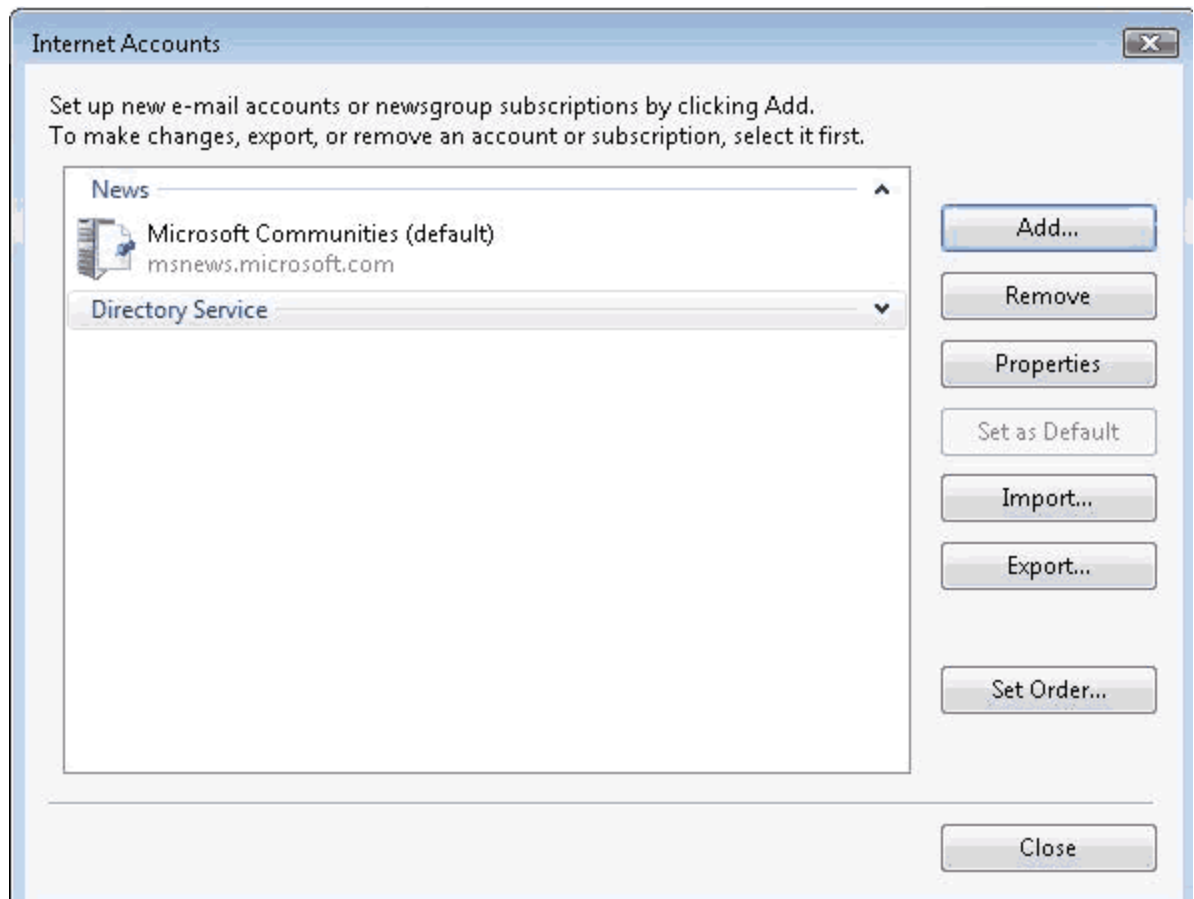 Internet Accounts
Set up new e-mail accounts or newsgroup subscriptions by clicking Add.
To make changes, export, or remove an account or subscription, select it first.
News
Microsoft Communities (default)
msnews.microsoft.com
Directory Service
Add...
Remove
Properties
Set as Default
Import...
Export...
Set Order...
Close